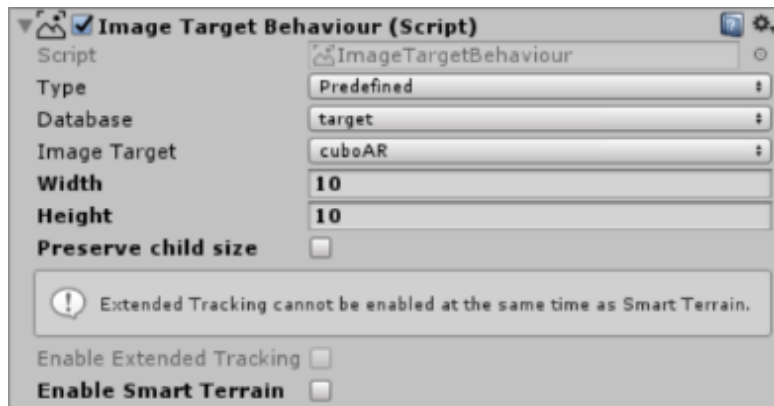 Image Target Behaviour (Script)
Script ImageTargetBehaviour
Type Predefined
Database target
Image Target cuboAR
Width 10
Height 10
Preserve child size
Extended Tracking cannot be enabled at the same time as Smart Terrain.
Enable Extended Tracking
Enable Smart Terrain